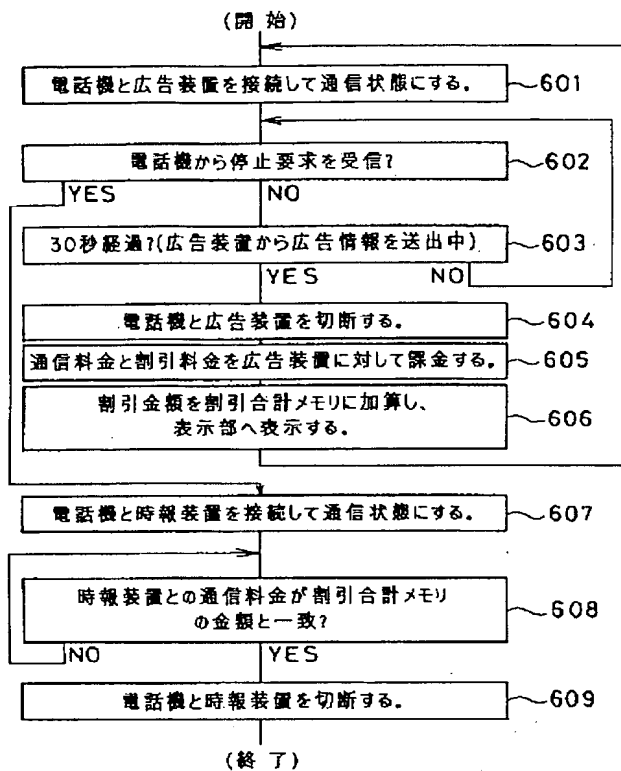 (開始)
電話機と広告装置を接続して通信状態にする。 601
電話機から停止要求を受信? 602
YES NO
30秒経過?(広告装置から広告情報を送出中) 603
YES NO
電話機と広告装置を切断する。 604
通信料金と割引料金を広告装置に対して課金する。 605
割引金額を割引合計メモリに加算し、
表示部へ表示する。 606
電話機と時報装置を接続して通信状態にする。 607
時報装置との通信料金が割引合計メモリ
の金額と一致? 608
NO YES
電話機と時報装置を切断する。 609
(終了)